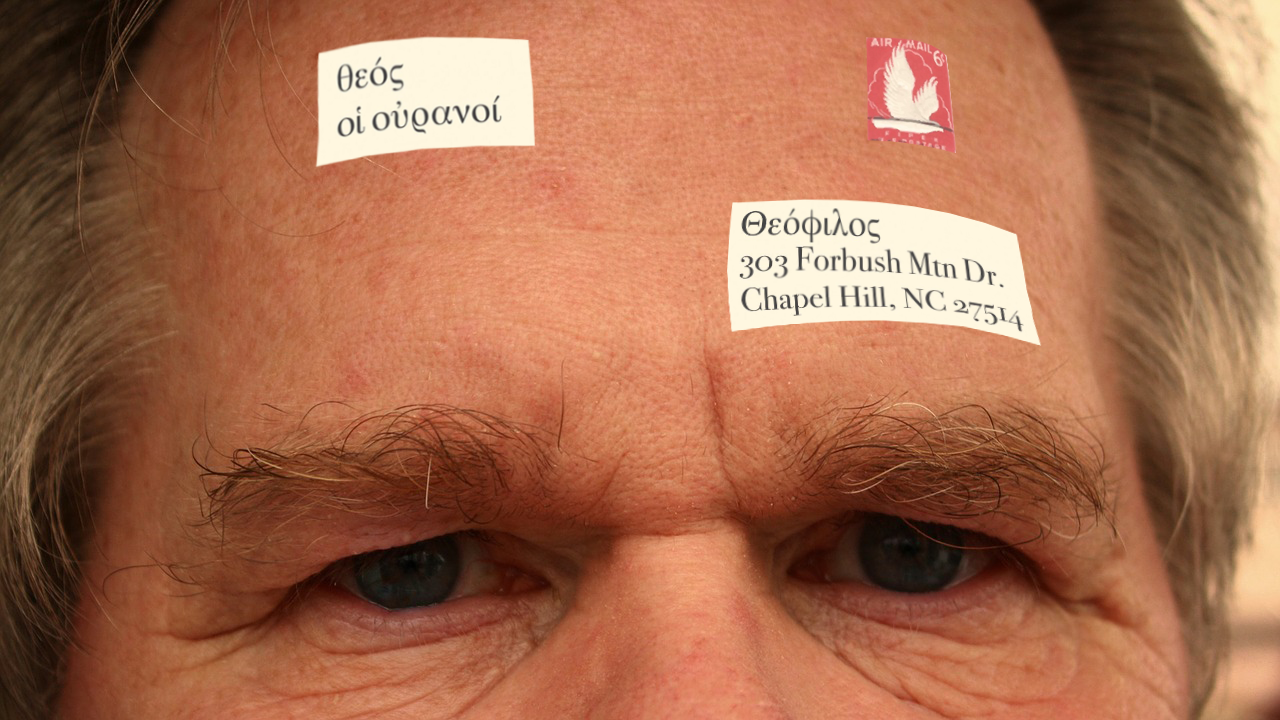 θεός
οἱ οὐρανοί
AIR MAIL 6¢
Θεόφιλος
303 Forbush Mtn Dr.
Chapel Hill, NC 27514